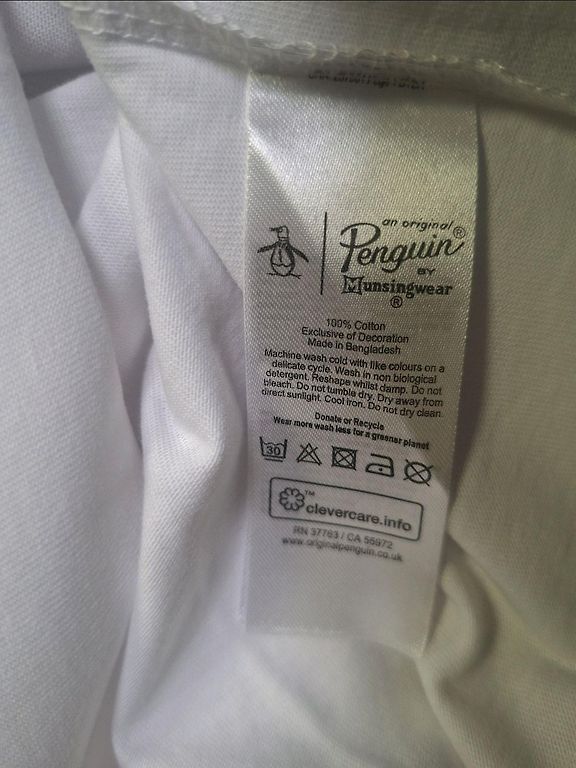 an original
Penguin®
BY
Munsingwear
®
100% Cotton
Exclusive of Decoration
Made in Bangladesh
Machine wash cold with like colours on a
delicate cycle. Wash in non biological
detergent. Reshape whilst damp. Do not
bleach. Do not tumble dry. Dry away from
direct sunlight. Cool iron. Do not dry clean.
Donate or Recycle
Wear more wash less for a greener planet
30
™
clevercare.info
RN 37763 / CA 55972
www.originalpenguin.co.uk